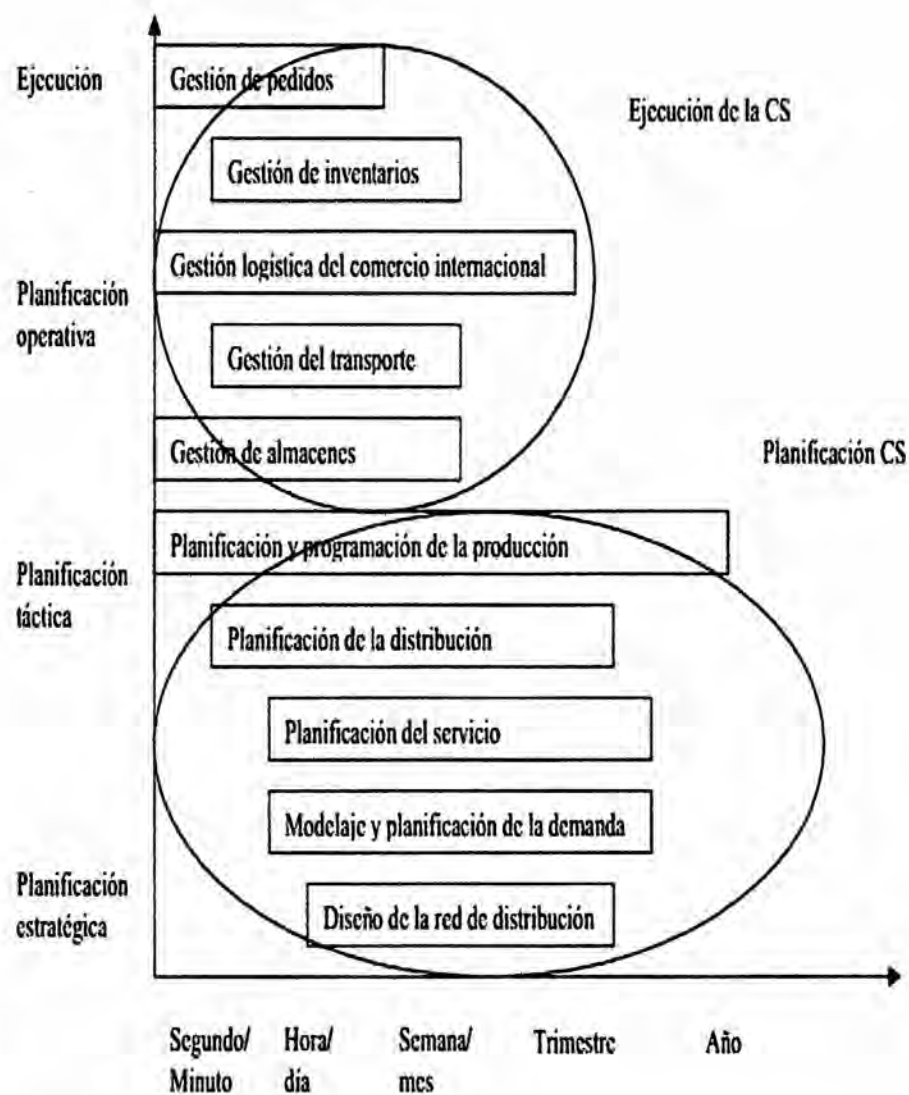 Ejecución
Gestión de pedidos
Ejecución de la CS
Gestión de inventarios
Gestión logística del comercio internacional
Planificación
operativa
Gestión del transporte
Gestión de almacenes
Planificación CS
Planificación y programación de la producción
Planificación
táctica
Planificación de la distribución
Planificación del servicio
Modelaje y planificación de la demanda
Planificación
estratégica
Diseño de la red de distribución
Segundo/
Minuto
Hora/
día
Semana/
mes
Trimestre
Año